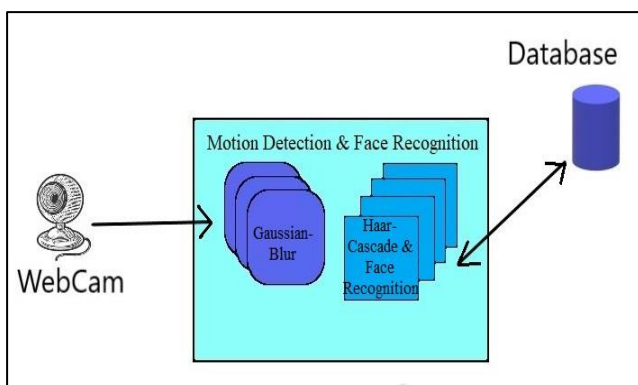 Database
Motion Detection & Face Recognition
Gaussian-
Blur
Haar-
Cascade &
Face
Recognition
WebCam